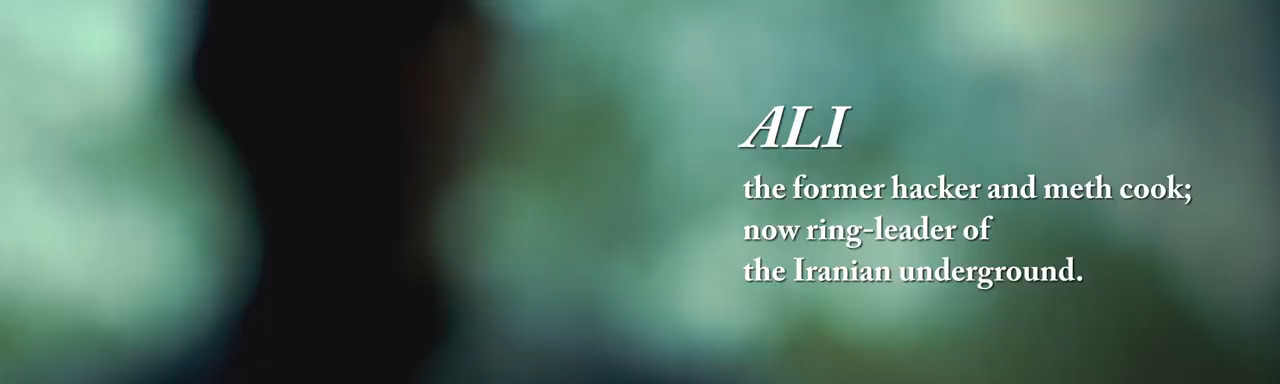 ALI
the former hacker and meth cook;
now ring-leader of
the Iranian underground.